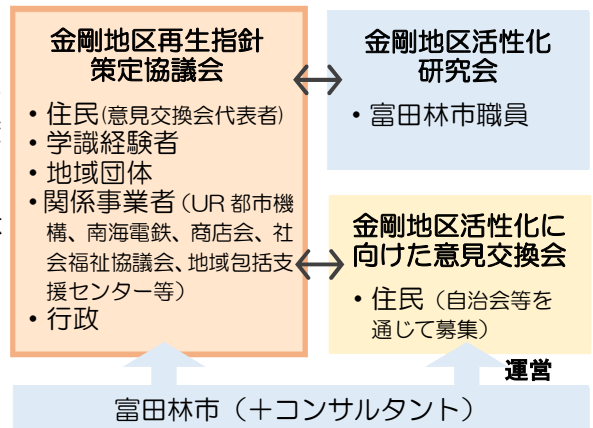 金剛地区再生指針
策定協議会
・住民(意見交換会代表者)
・学識経験者
・地域団体
・関係事業者（UR 都市機
構、南海電鉄、商店会、社
会福祉協議会、地域包括支
援センター等）
・行政
金剛地区活性化
研究会
・富田林市職員
金剛地区活性化に
向けた意見交換会
・住民（自治会等を
通じて募集）
運営
富田林市（＋コンサルタント）